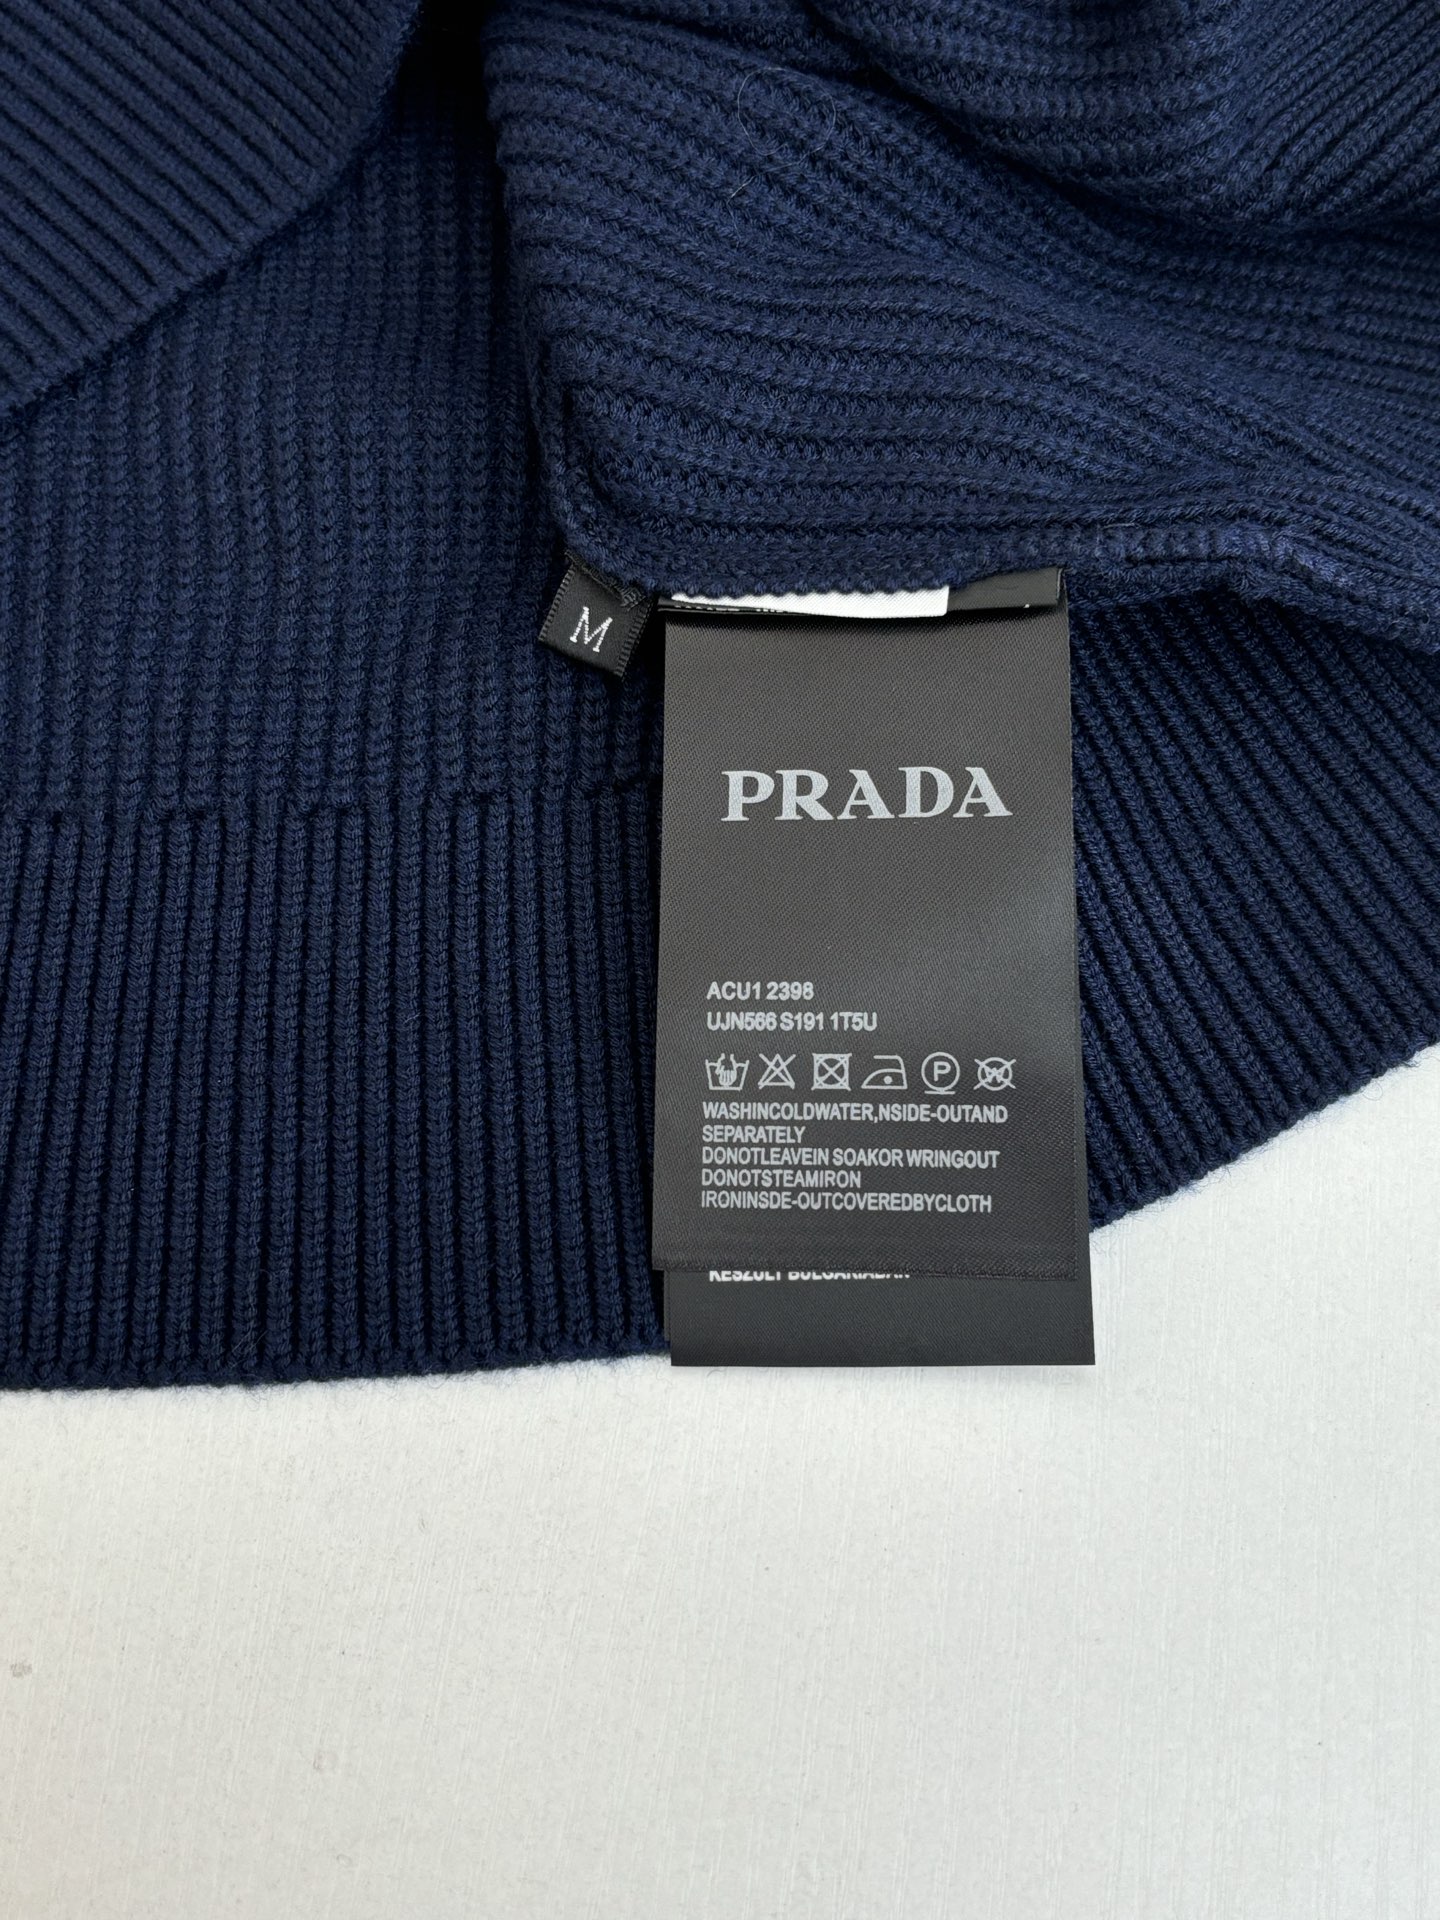 M
PRADA
ACU1 2398
UJN566 S191 1T5U
P
W
WASHINCOLDWATER,NSIDE-OUTAND
SEPARATELY
DONOTLEAVEIN SOAKOR WRINGOUT
DONOTSTEAMIRON
IRONINSDE-OUTCOVEREDBYCLOTH